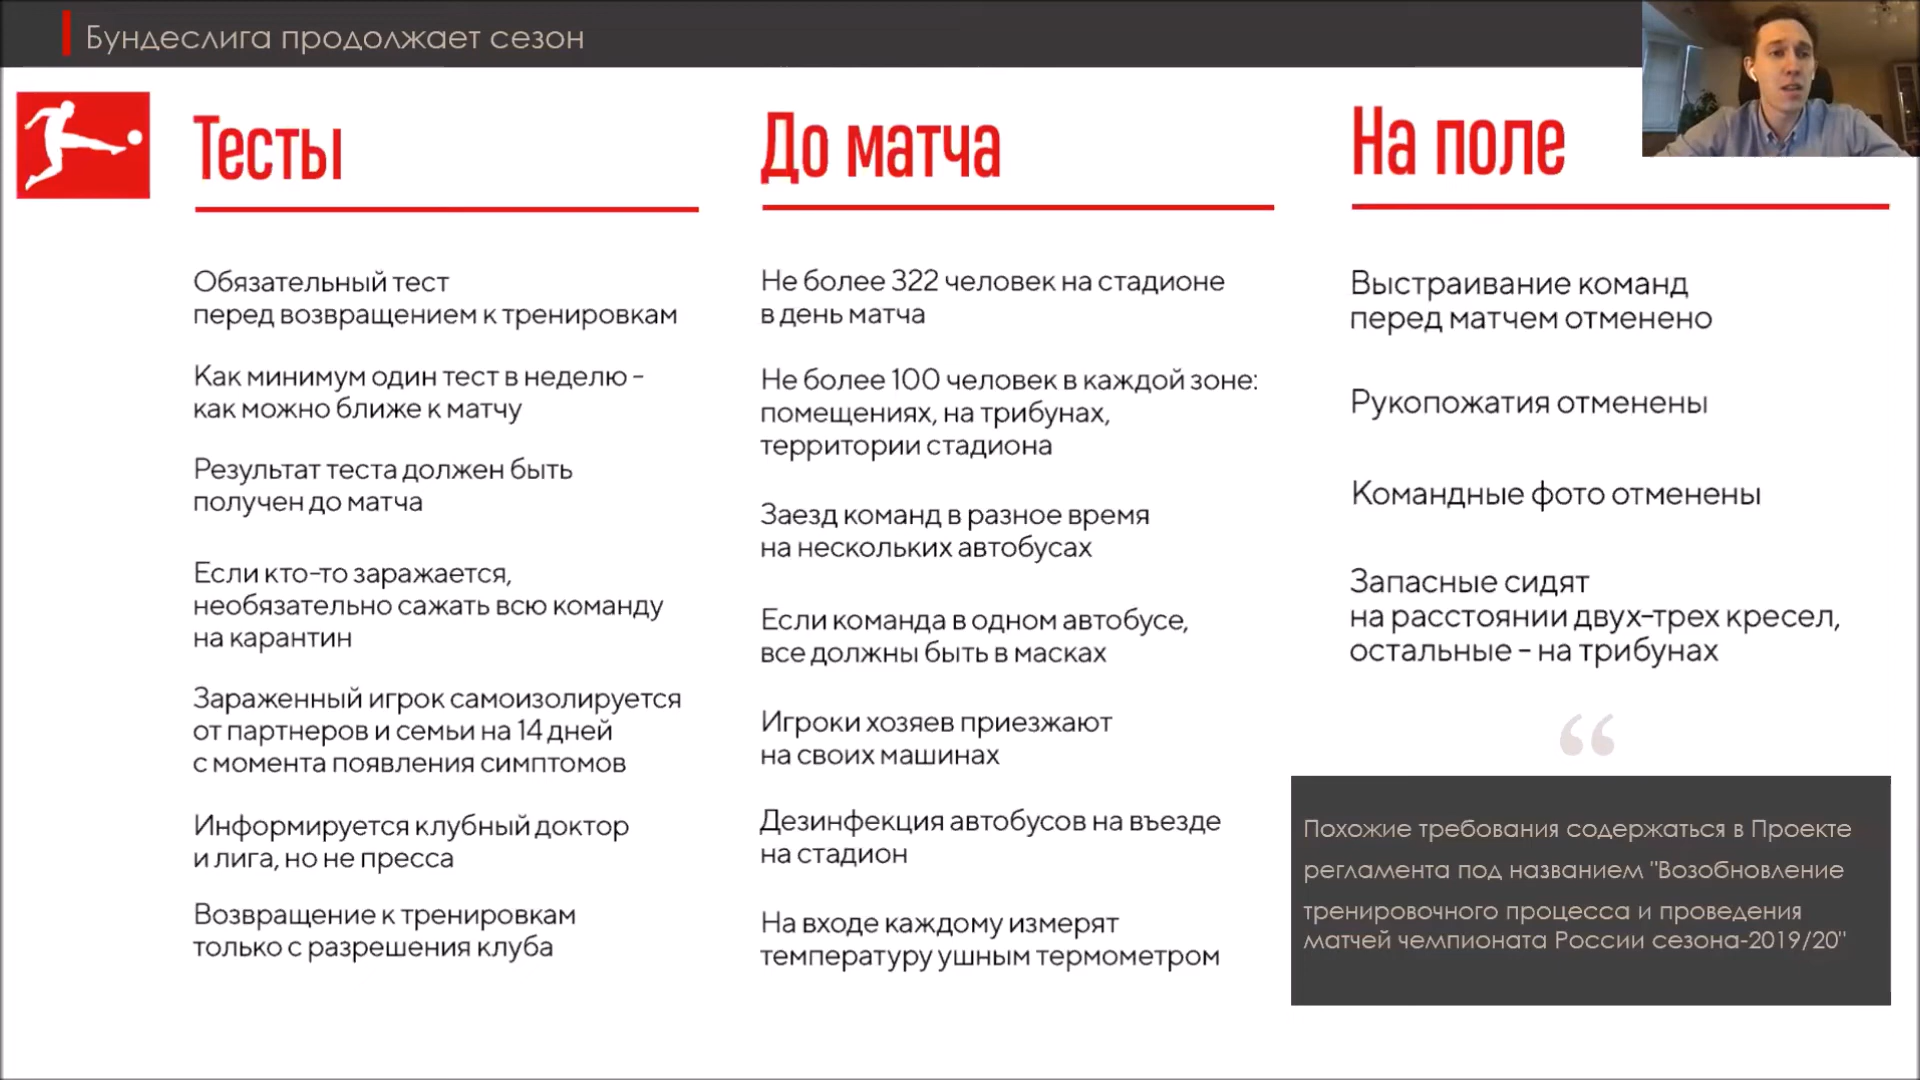 Бундеслига продолжает сезон
Тесты
Обязательный тест
перед возвращением к тренировкам
Как минимум один тест в неделю -
как можно ближе к матчу
Результат теста должен быть
получен до матча
Если кто-то заражается,
необязательно сажать всю команду
на карантин
Зараженный игрок самоизолируется
от партнеров и семьи на 14 дней
с момента появления симптомов
Информируется клубный доктор
и лига, но не пресса
Возвращение к тренировкам
только с разрешения клуба
До матча
Не более 322 человек на стадионе
в день матча
Не более 100 человек в каждой зоне:
помещениях, на трибунах,
территории стадиона
Заезд команд в разное время
на нескольких автобусах
Если команда в одном автобусе,
все должны быть в масках
Игроки хозяев приезжают
на своих машинах
Дезинфекция автобусов на въезде
на стадион
На входе каждому измерят
температуру ушным термометром
На поле
Выстраивание команд
перед матчем отменено
Рукопожатия отменены
Командные фото отменены
Запасные сидят
на расстоянии двух-трех кресел,
остальные - на трибунах
“
Похожие требования содержаться в Проекте
регламента под названием "Возобновление
тренировочного процесса и проведения
матчей чемпионата России сезона-2019/20"